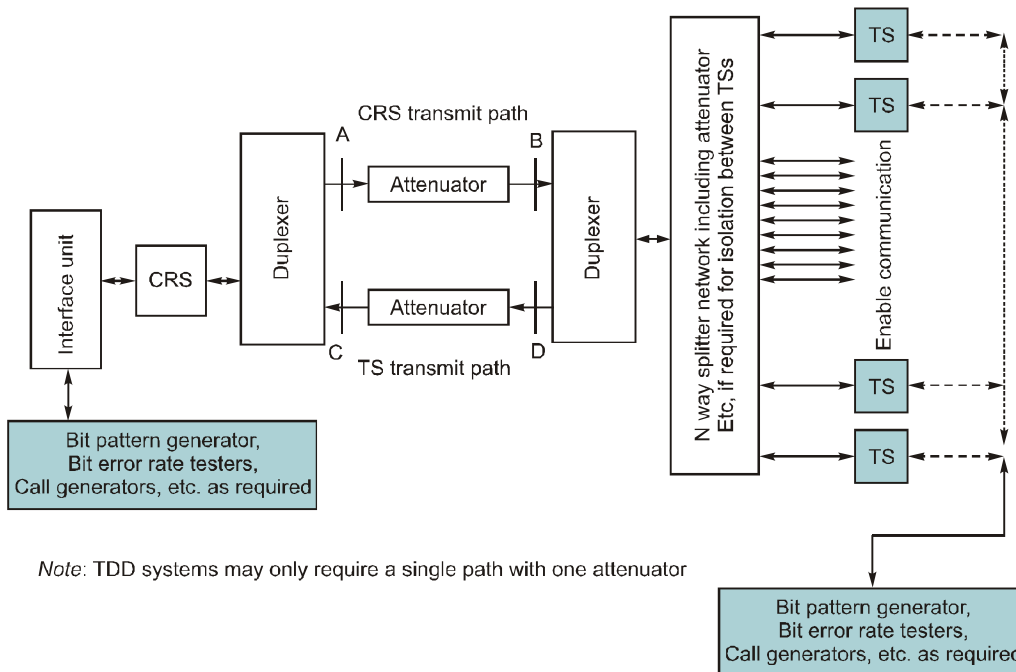 TS
TS
A
CRS transmit path
B
Attenuator
Duplexer
Duplexer
N way splitter network including attenuator
Etc, if required for isolation between TSs
Enable communication
Interface unit
CRS
Attenuator
C
TS transmit path
D
TS
TS
Bit pattern generator,
Bit error rate testers,
Call generators, etc. as required
Note: TDD systems may only require a single path with one attenuator
Bit pattern generator,
Bit error rate testers,
Call generators, etc. as required